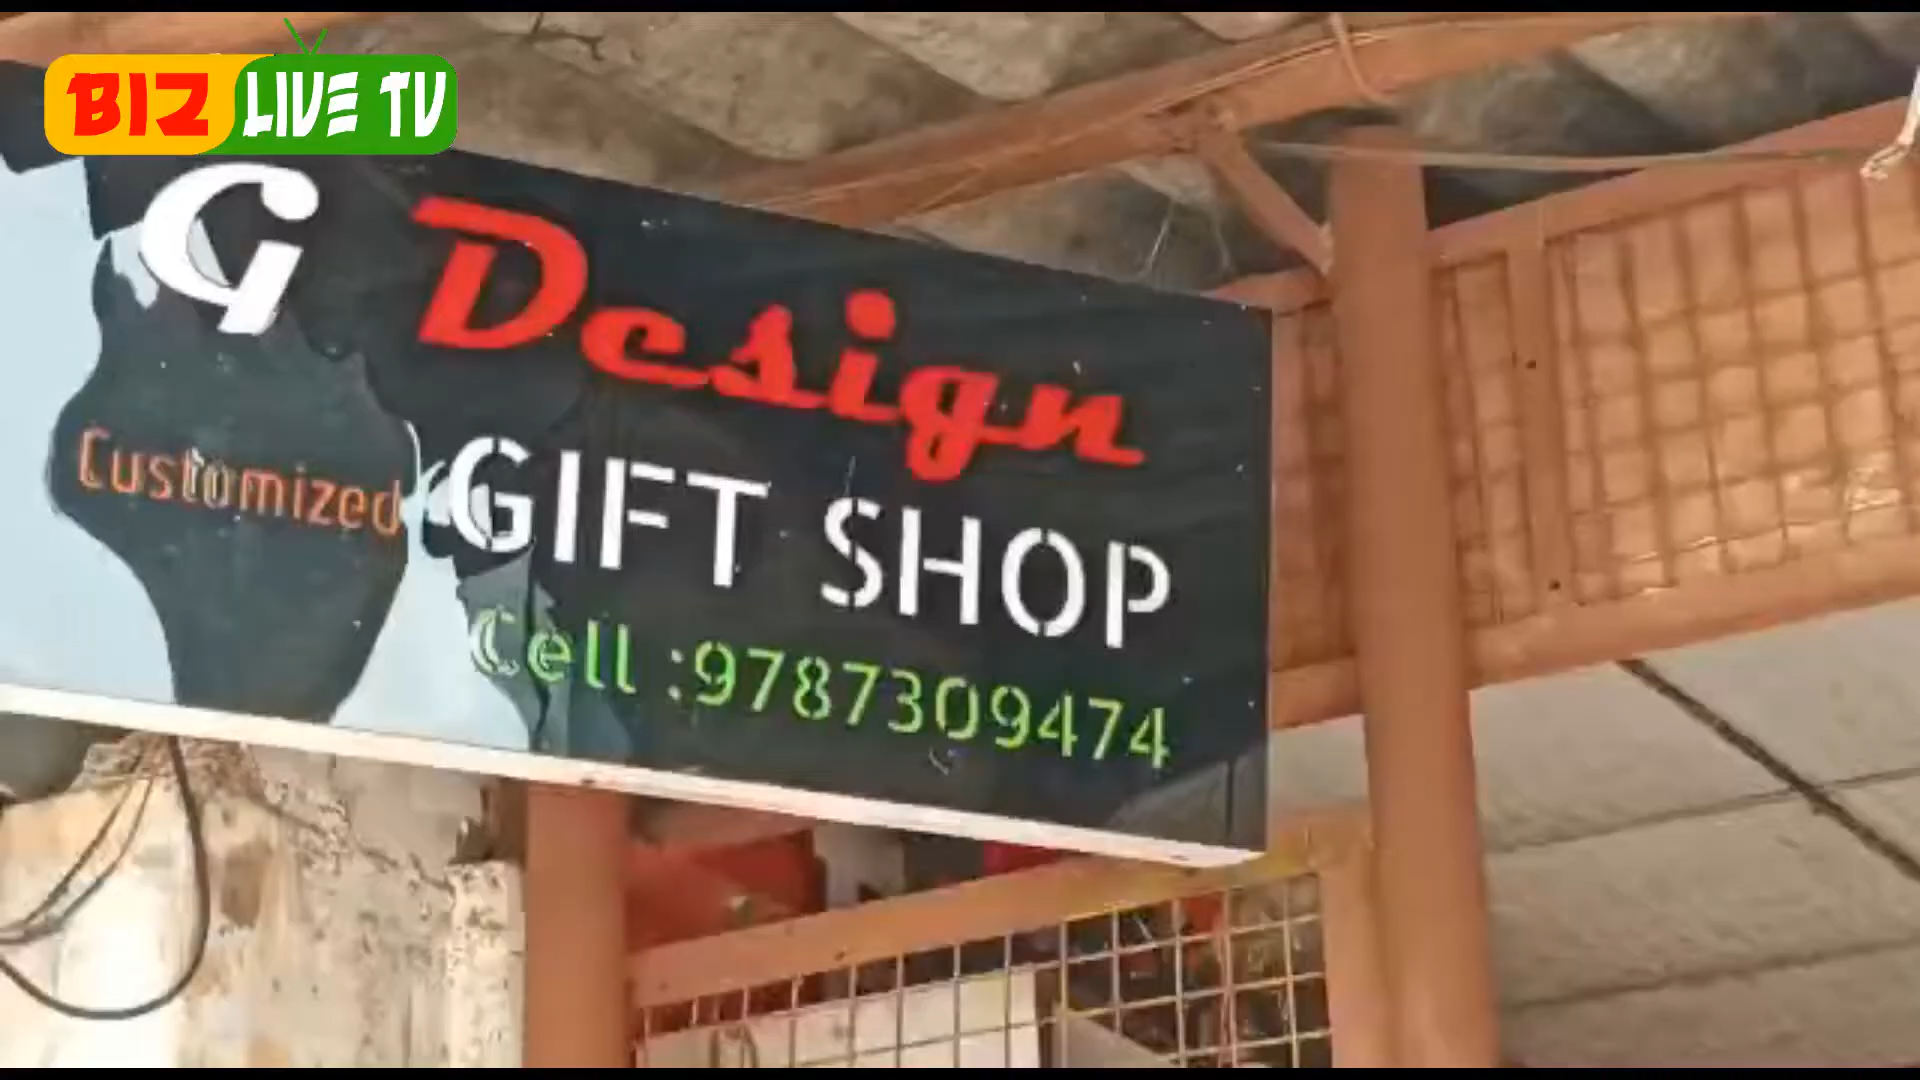 BIZ LIVE TV
G Design
Customized GIFT SHOP
Cell :9787309474